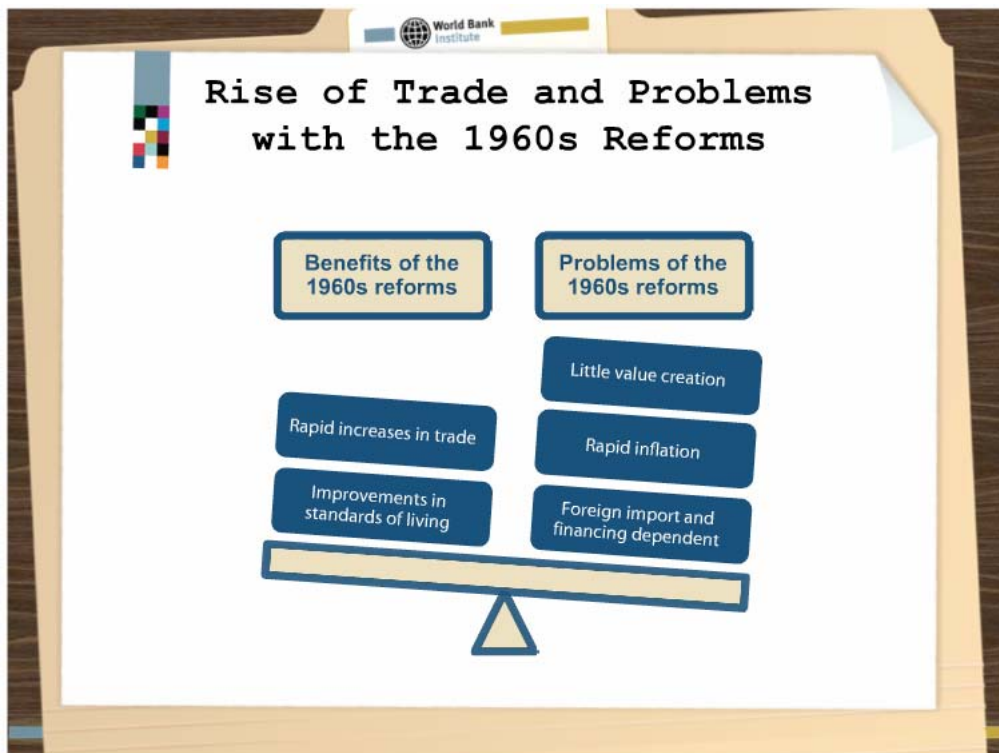 World Bank
Institute
Rise of Trade and Problems
with the 1960s Reforms
Benefits of the
1960s reforms
Rapid increases in trade
Improvements in
standards of living
Problems of the
1960s reforms
Little value creation
Rapid inflation
Foreign import and
financing dependent